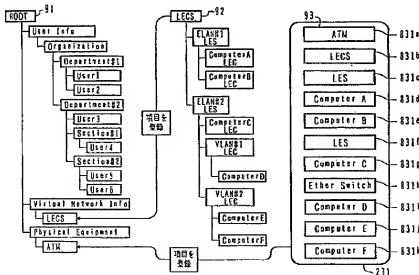 91
ROOT
User Info
Organization
Department#1
User1
User2
Department#2
User3
Section#1
User4
Section#2
User5
User6
Virtual Network Info
LECS
Physical Equipment
ATM
項目を
登録
項目を
登録
92
LECS
ELAN#1
LES
ComputerA
LEC
ComputerB
LEC
ELAN#2
LES
ComputerC
LEC
VLAN#1
LEC
ComputerD
VLAN#2
LEC
ComputerE
ComputerF
93
ATM 831a
LECS 831b
LES 831c
Computer A 831d
Computer B 831e
LES 831f
Computer C 831g
Ether Switch 831h
Computer D 831i
Computer E 831j
Computer F 831k
231